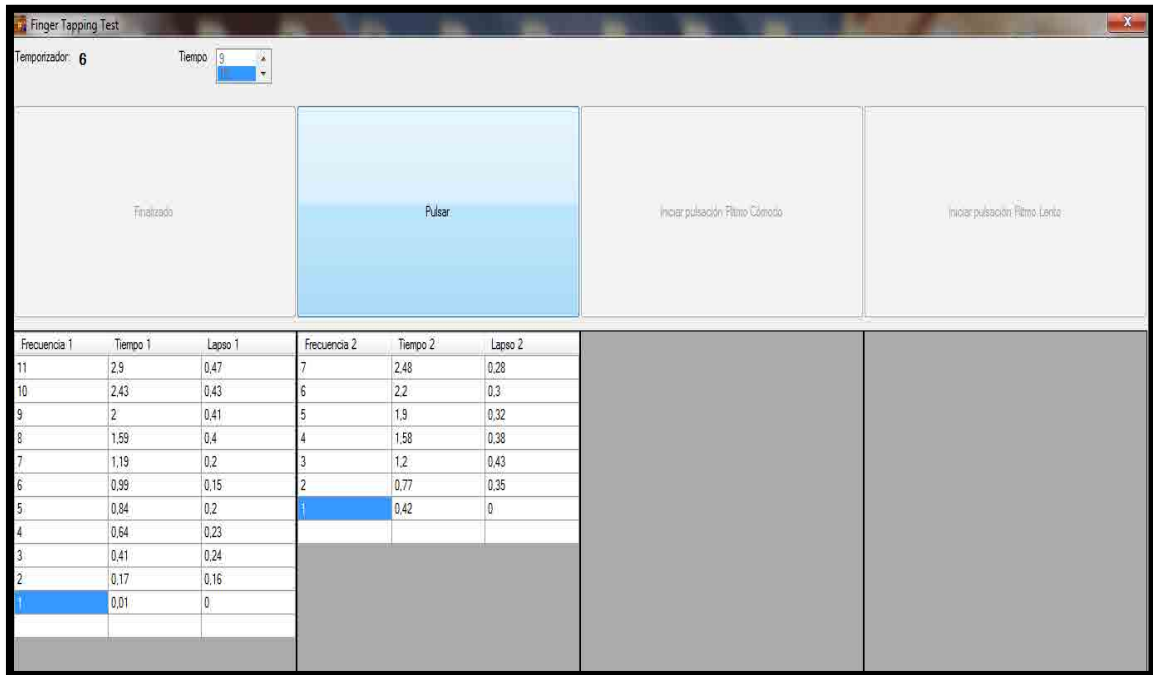 Finger Tapping Test
X
Temporizador: 6 Tiempo 9
10
Finalizado Pulsar Iniciar pulsación Ritmo Cómodo Iniciar pulsación Ritmo Lento
Frecuencia 1 Tiempo 1 Lapso 1 Frecuencia 2 Tiempo 2 Lapso 2
11 2,9 0,47 7 2,48 0,28
10 2,43 0,43 6 2,2 0,3
9 2 0,41 5 1,9 0,32
8 1,59 0,4 4 1,58 0,38
7 1,19 0,2 3 1,2 0,43
6 0,99 0,15 2 0,77 0,35
5 0,84 0,2 1 0,42 0
4 0,64 0,23
3 0,41 0,24
2 0,17 0,16
1 0,01 0